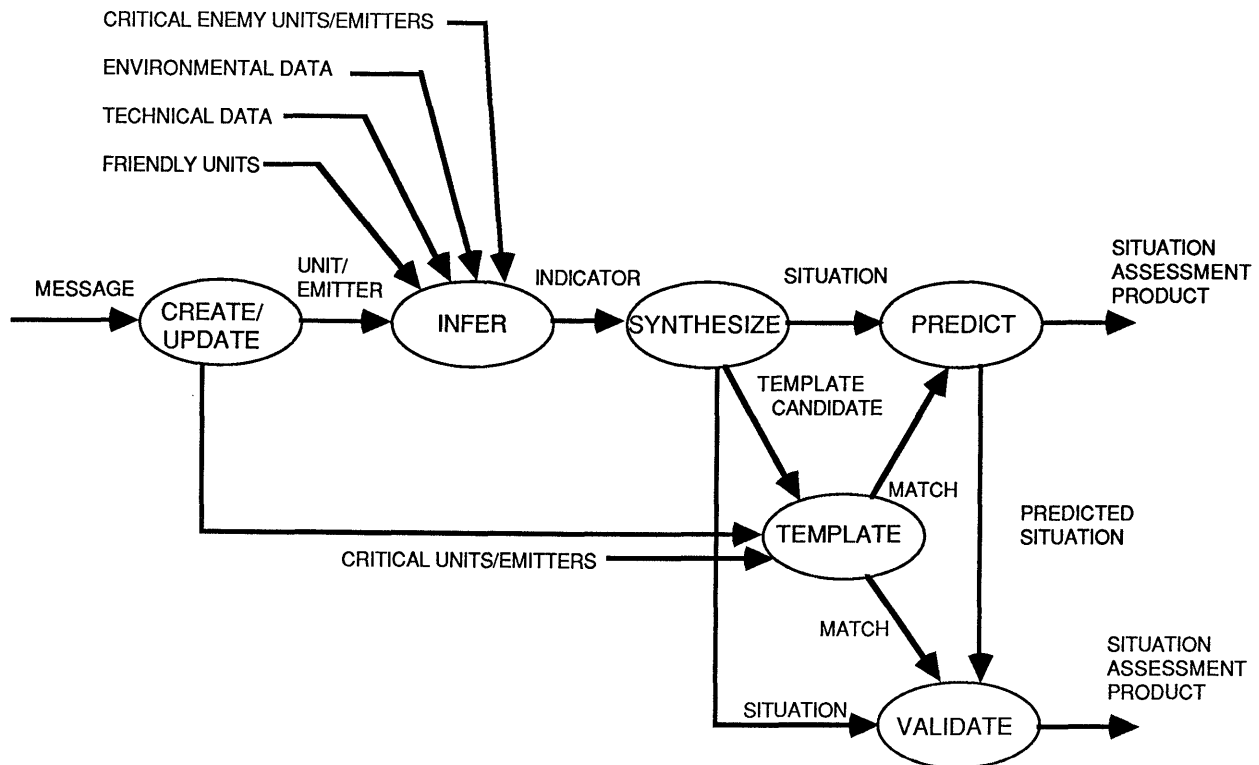 CRITICAL ENEMY UNITS/EMITTERS
ENVIRONMENTAL DATA
TECHNICAL DATA
FRIENDLY UNITS
MESSAGE
CREATE/
UPDATE
UNIT/
EMITTER
INFER
INDICATOR
SYNTHESIZE
SITUATION
PREDICT
SITUATION
ASSESSMENT
PRODUCT
TEMPLATE
CANDIDATE
MATCH
TEMPLATE
CRITICAL UNITS/EMITTERS
PREDICTED
SITUATION
MATCH
SITUATION
VALIDATE
SITUATION
ASSESSMENT
PRODUCT